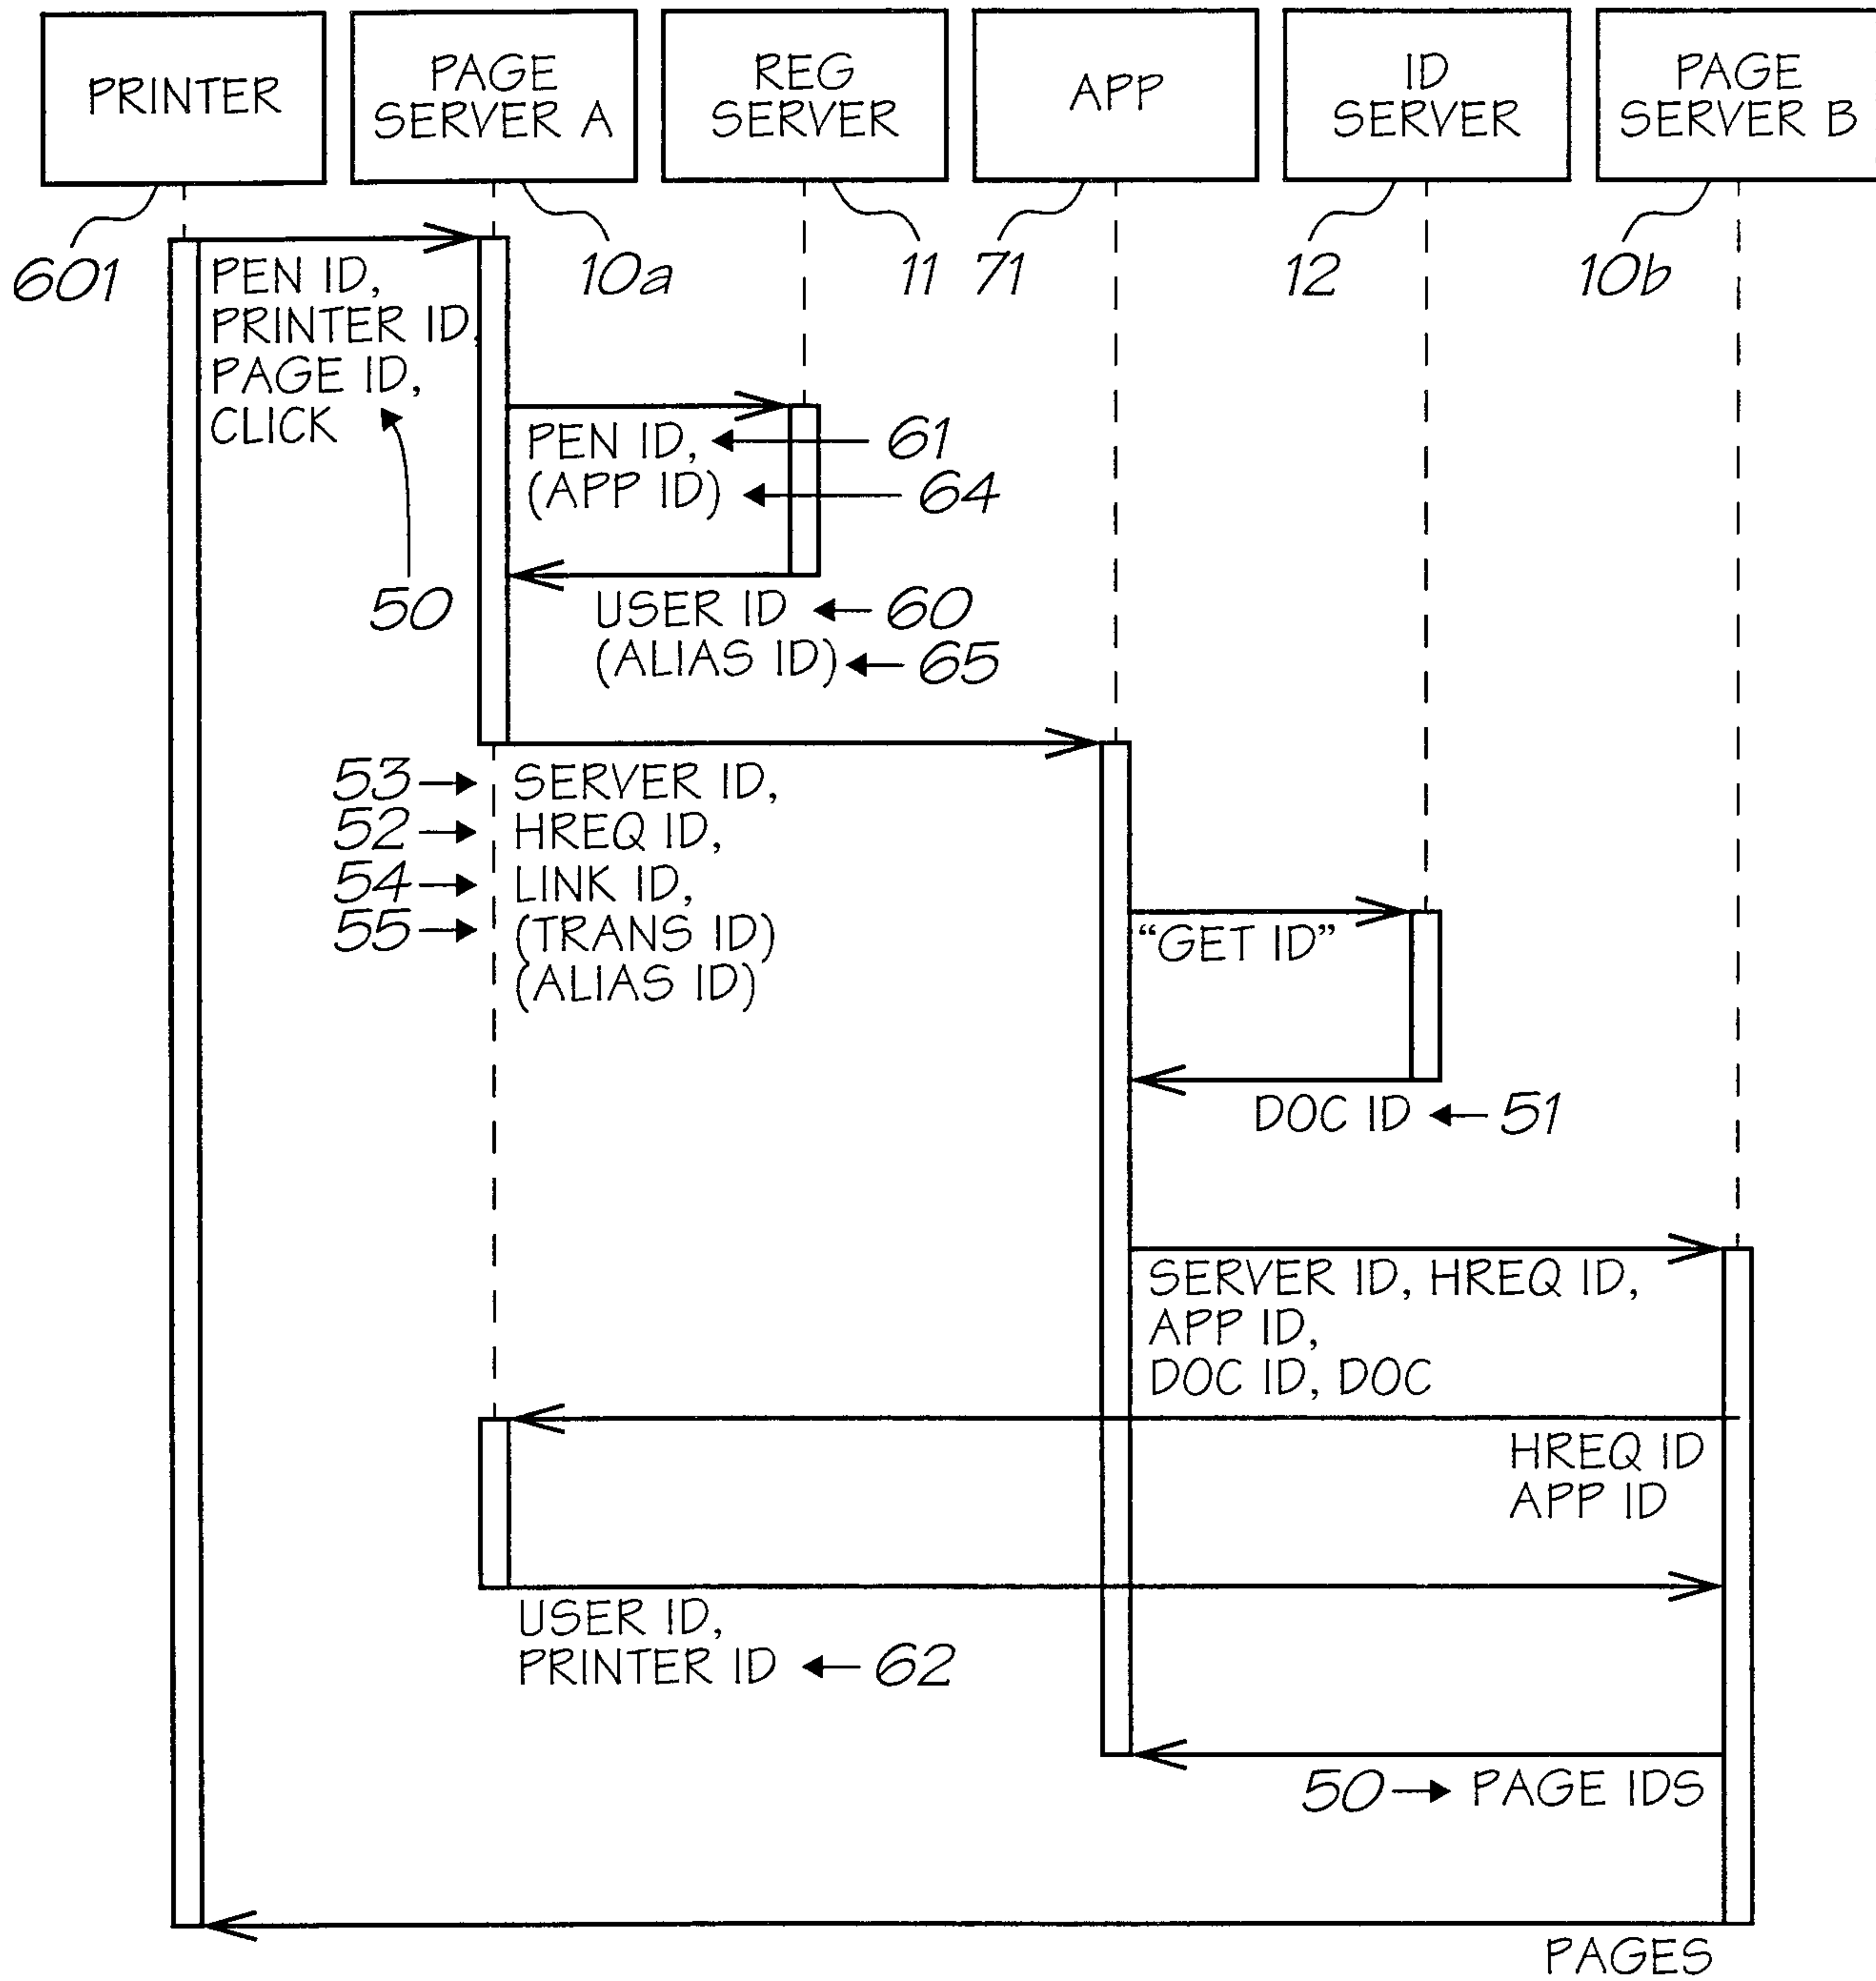 PRINTER
PAGE
SERVER A
REG
SERVER
APP
ID
SERVER
PAGE
SERVER B
601
10a
11
71
12
10b
PEN ID,
PRINTER ID,
PAGE ID,
CLICK
50
PEN ID,
(APP ID)
61
64
USER ID
(ALIAS ID)
60
65
53
52
54
55
SERVER ID,
HREQ ID,
LINK ID,
(TRANS ID)
(ALIAS ID)
“GET ID”
DOC ID
51
SERVER ID, HREQ ID,
APP ID,
DOC ID, DOC
HREQ ID
APP ID
USER ID,
PRINTER ID
62
50
PAGE IDS
PAGES